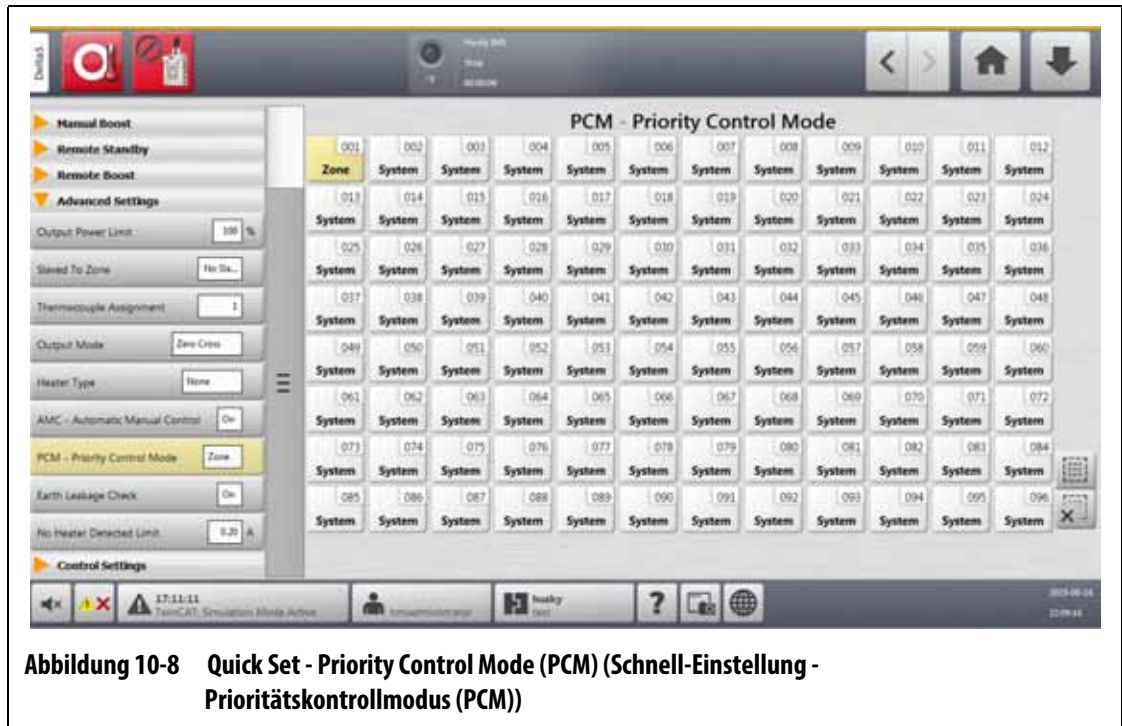 DeltaS
PCM - Priority Control Mode
Manual Boost
Remote Standby
Remote Boost
Advanced Settings
Output Power Limit 100 %
Slaved To Zone No Sla...
Thermocouple Assignment 1
Output Mode Zero Cross
Heater Type None
AMC - Automatic Manual Control On
PCM - Priority Control Mode Zone
Earth Leakage Check On
No Heater Detected Limit 0.20 A
Control Settings
001 002 003 004 005 006 007 008 009 010 011 012
Zone System System System System System System System System System System System
013 014 015 016 017 018 019 020 021 022 023 024
System System System System System System System System System System System System
025 026 027 028 029 030 031 032 033 034 035 036
System System System System System System System System System System System System
037 038 039 040 041 042 043 044 045 046 047 048
System System System System System System System System System System System System
049 050 051 052 053 054 055 056 057 058 059 060
System System System System System System System System System System System System
061 062 063 064 065 066 067 068 069 070 071 072
System System System System System System System System System System System System
073 074 075 076 077 078 079 080 081 082 083 084
System System System System System System System System System System System System
085 086 087 088 089 090 091 092 093 094 095 096
System System System System System System System System System System System System
17:11:11
TwinCAT: Simulation Mode Active
husky
test
?
Abbildung 10-8 Quick Set - Priority Control Mode (PCM) (Schnell-Einstellung -
Prioritätskontrollmodus (PCM))